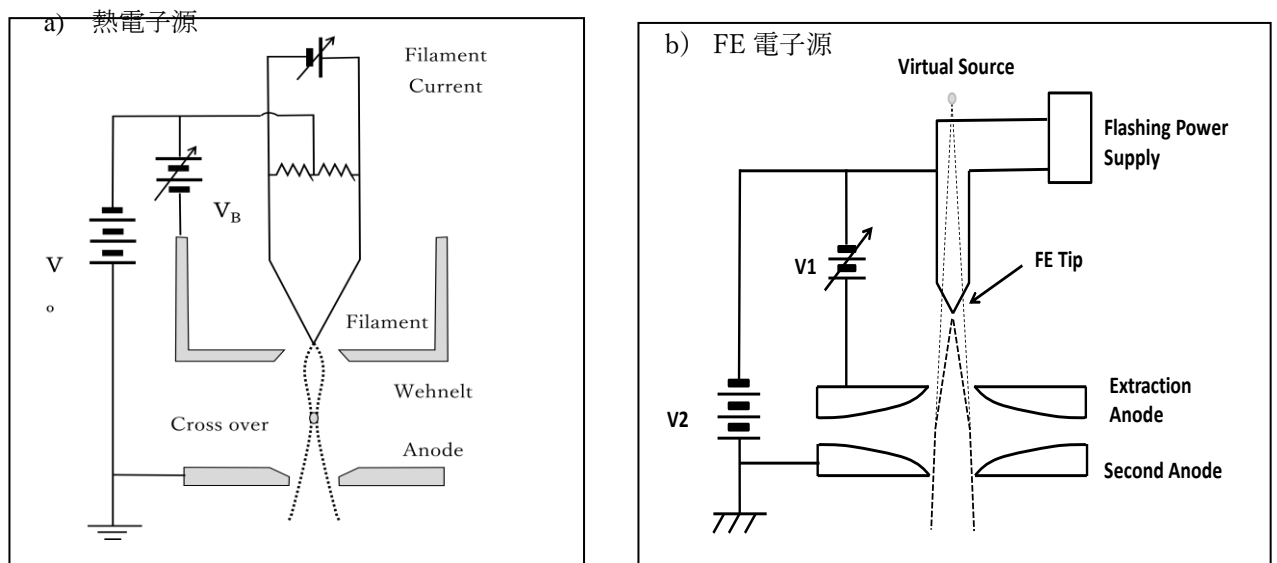 a) 熱電子源
Filament
Current
V_B
V
o
Filament
Wehnelt
Cross over
Anode
b) FE 電子源
Virtual Source
Flashing Power
Supply
V1
FE Tip
V2
Extraction
Anode
Second Anode